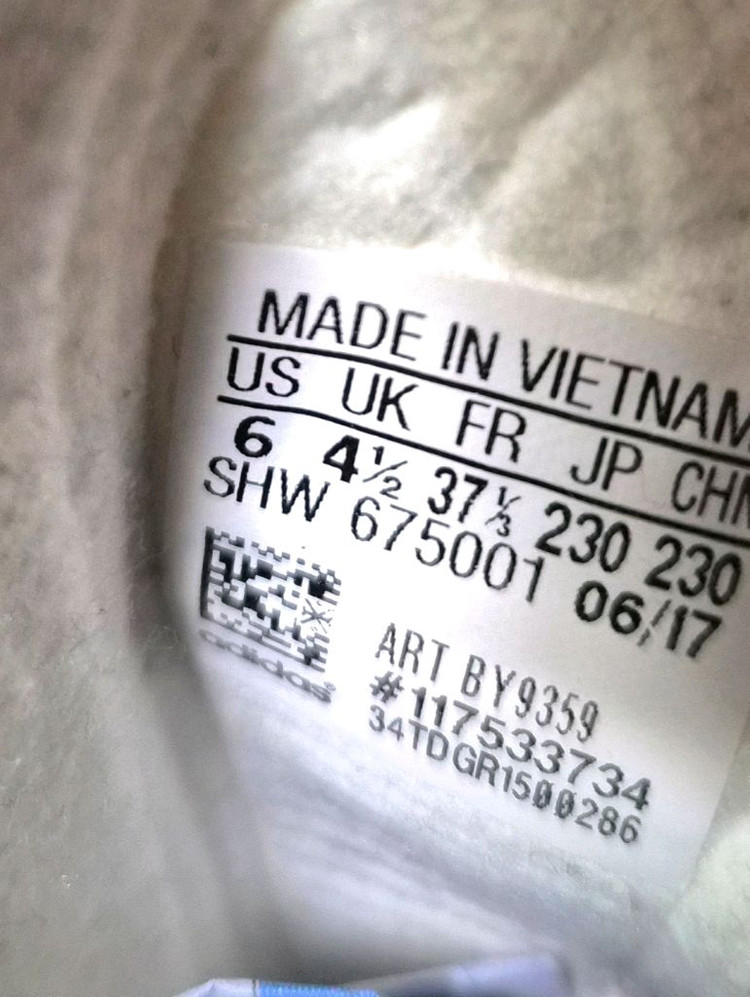 MADE IN VIETNAM
US UK FR JP CHN
6 4½ 37⅓ 230 230
SHW 675001 06/17
adidas
ART BY9359
#117533734
34TDGR1500286